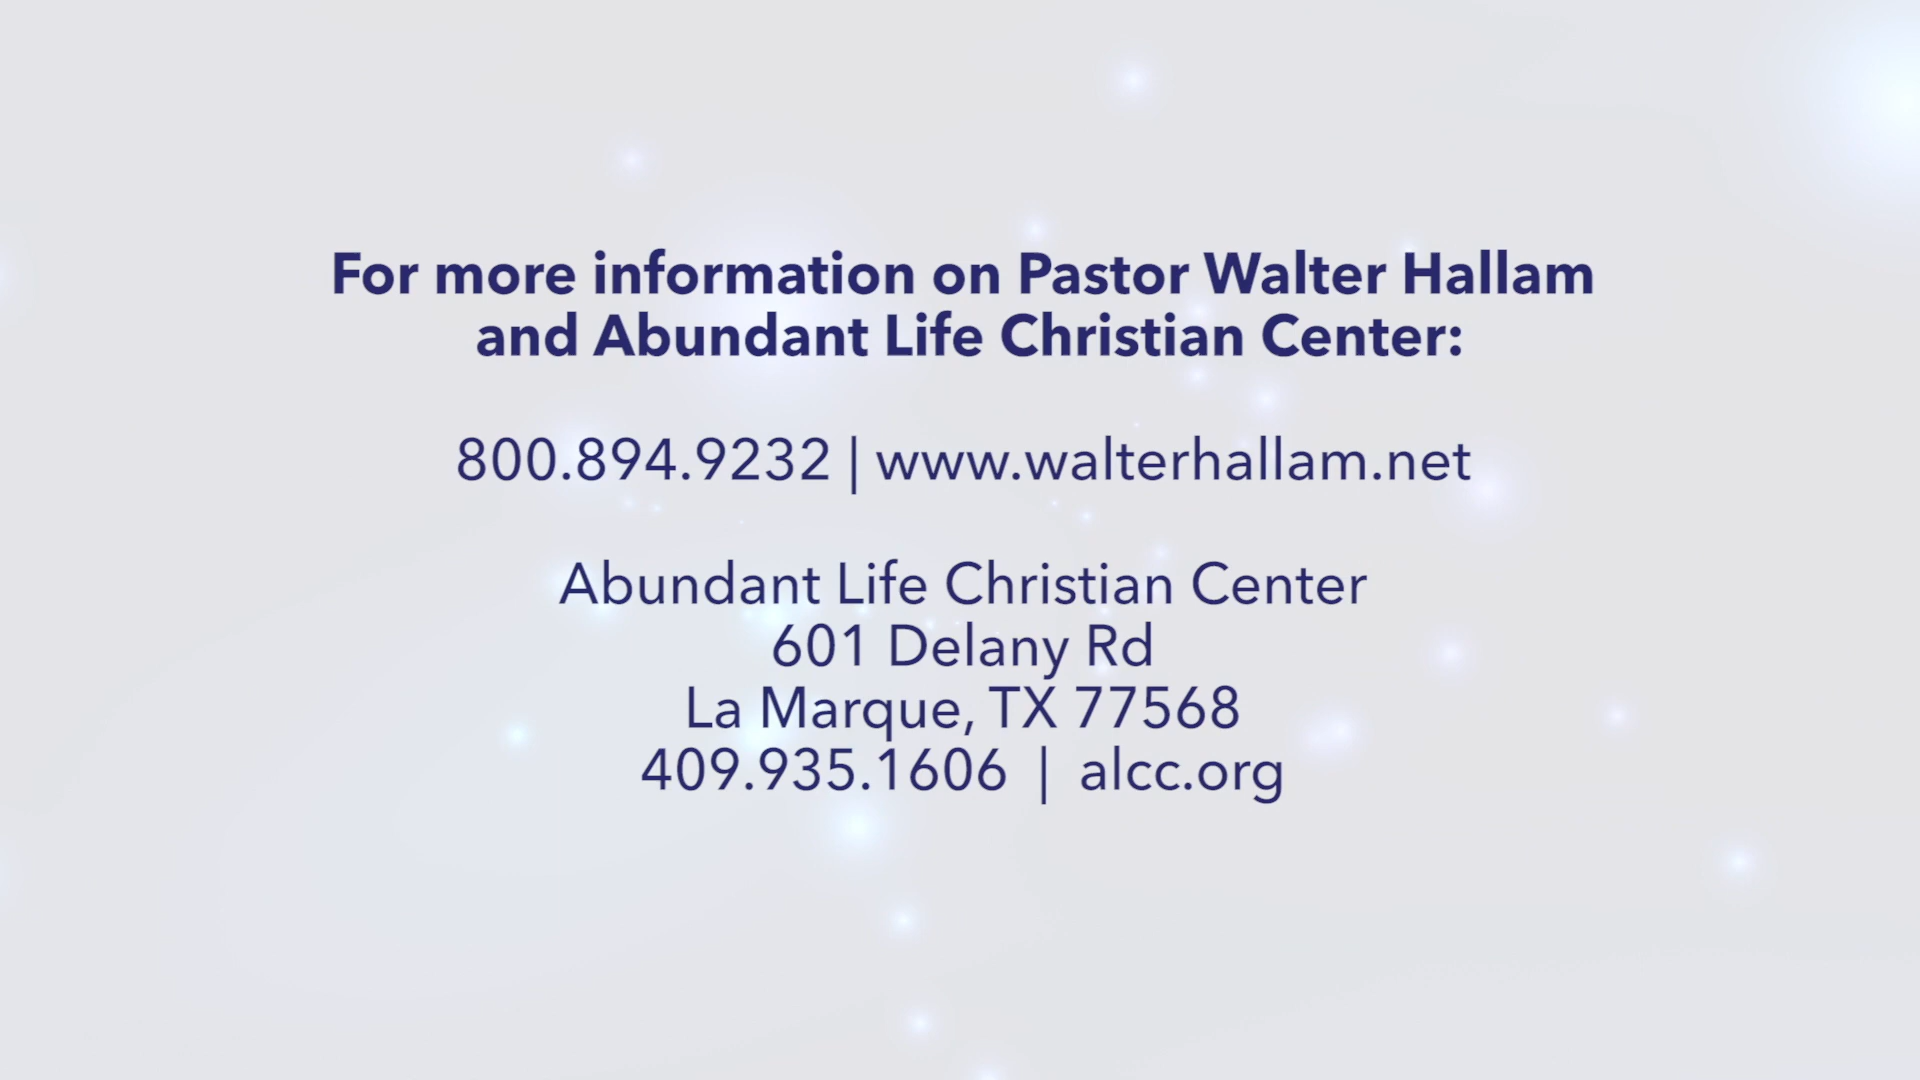 For more information on Pastor Walter Hallam
and Abundant Life Christian Center:
800.894.9232 | www.walterhallam.net
Abundant Life Christian Center
601 Delany Rd
La Marque, TX 77568
409.935.1606 | alcc.org